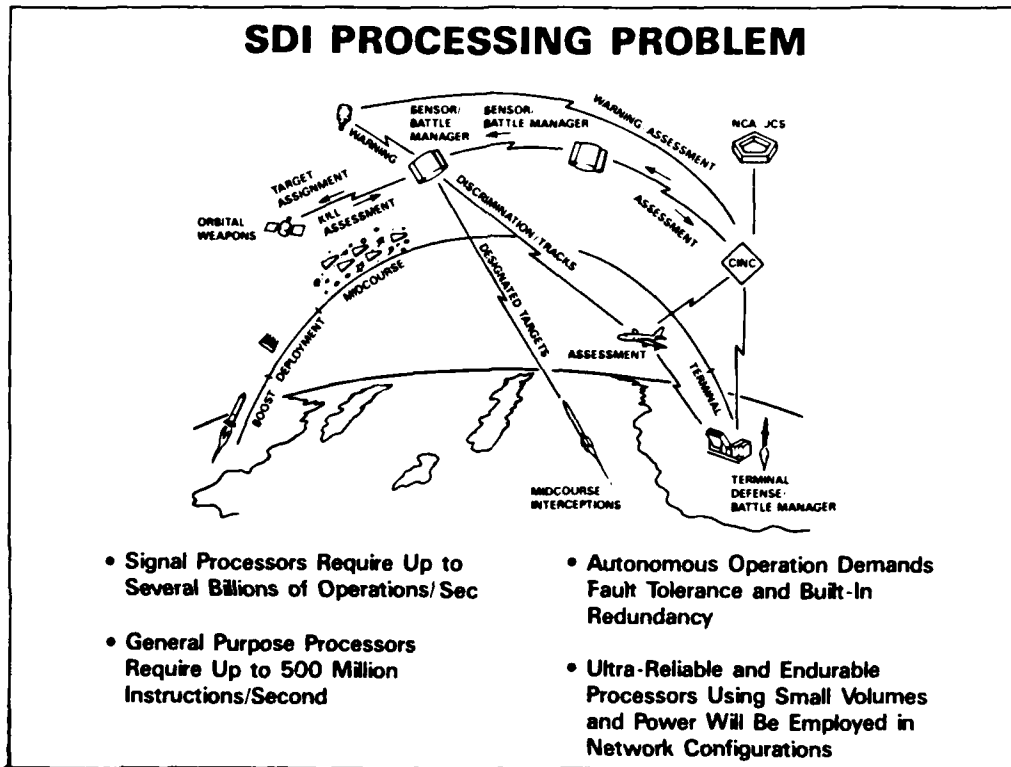 SDI PROCESSING PROBLEM
SENSOR/
BATTLE
MANAGER
SENSOR-
BATTLE MANAGER
WARNING ASSESSMENT
NCA JCS
WARNING
TARGET
ASSIGNMENT
KILL
ASSESSMENT
ORBITAL
WEAPONS
DISCRIMINATION/TRACKS
ASSESSMENT
CINC
MIDCOURSE
DESIGNATED TARGETS
BOOST
DEPLOYMENT
ASSESSMENT
TERMINAL
MIDCOURSE
INTERCEPTIONS
TERMINAL
DEFENSE-
BATTLE MANAGER
• Signal Processors Require Up to
Several Billions of Operations/Sec
• General Purpose Processors
Require Up to 500 Million
Instructions/Second
• Autonomous Operation Demands
Fault Tolerance and Built-In
Redundancy
• Ultra-Reliable and Endurable
Processors Using Small Volumes
and Power Will Be Employed in
Network Configurations